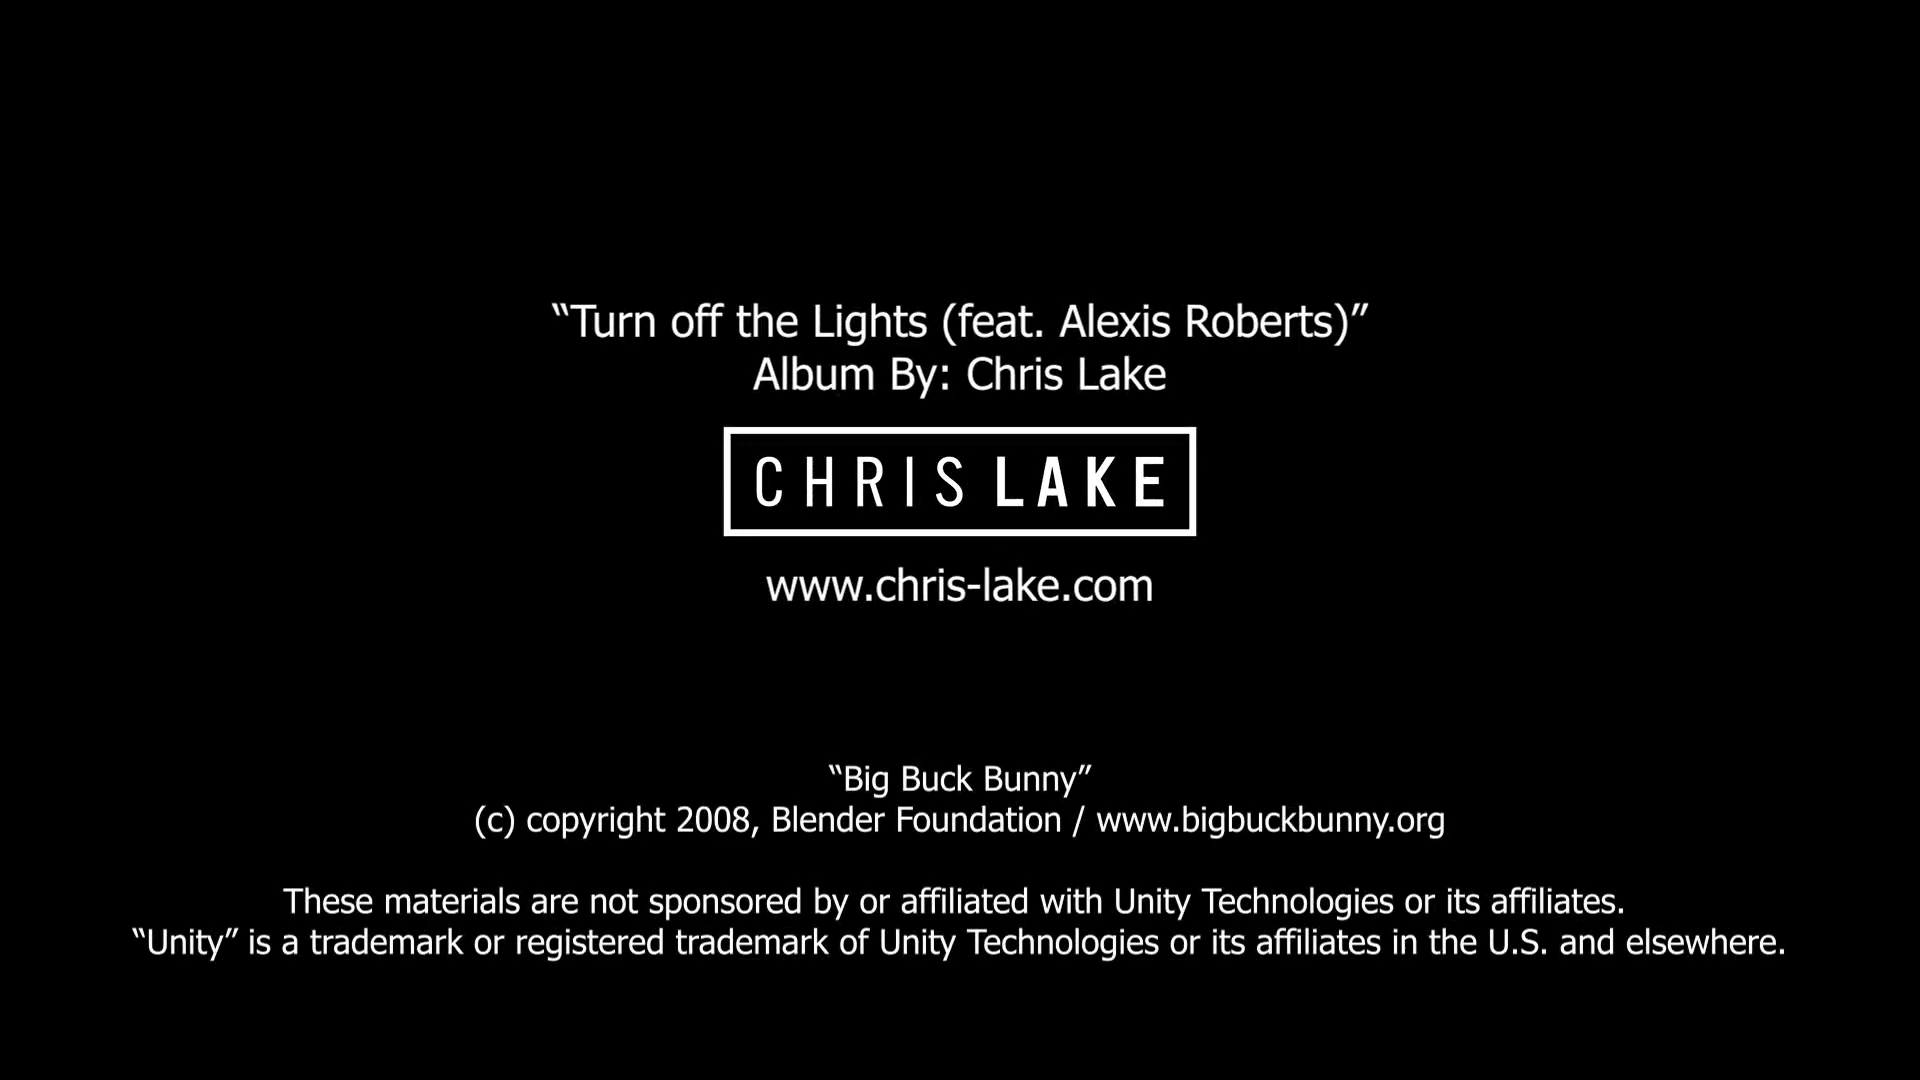 “Turn off the Lights (feat. Alexis Roberts)”
Album By: Chris Lake
CHRIS LAKE
www.chris-lake.com
“Big Buck Bunny”
(c) copyright 2008, Blender Foundation / www.bigbuckbunny.org
These materials are not sponsored by or affiliated with Unity Technologies or its affiliates.
“Unity” is a trademark or registered trademark of Unity Technologies or its affiliates in the U.S. and elsewhere.